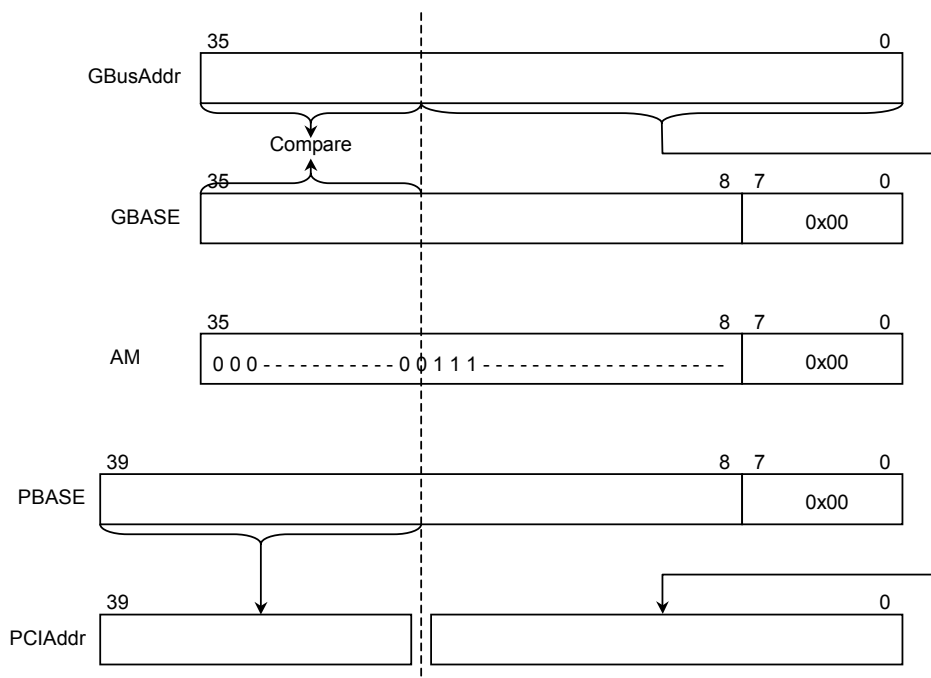 35 0
GBusAddr
Compare
35 8 7 0
GBASE 0x00
35 8 7 0
AM 0 0 0 - - - - - - - - - - - 0 0 1 1 1 - - - - - - - - - - - - - - - - - - - - - 0x00
39 8 7 0
PBASE 0x00
39 0
PCIAddr